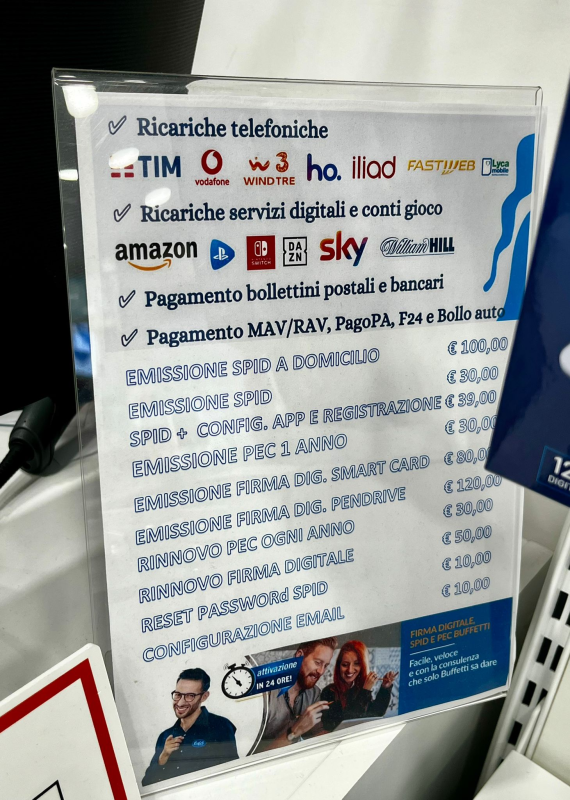 ✓ Ricariche telefoniche
TIM vodafone W3 WINDTRE ho. iliad FASTWEB Lyca mobile
✓ Ricariche servizi digitali e conti gioco
amazon NINTENDO SWITCH DAZN sky William HILL
✓ Pagamento bollettini postali e bancari
✓ Pagamento MAV/RAV, PagoPA, F24 e Bollo auto
EMISSIONE SPID A DOMICILIO € 100,00
EMISSIONE SPID € 30,00
SPID + CONFIG. APP E REGISTRAZIONE € 39,00
EMISSIONE PEC 1 ANNO € 30,00
EMISSIONE FIRMA DIG. SMART CARD € 80,00
EMISSIONE FIRMA DIG. PENDRIVE € 120,00
RINNOVO PEC OGNI ANNO € 30,00
RINNOVO FIRMA DIGITALE € 50,00
RESET PASSWORd SPID € 10,00
CONFIGURAZIONE EMAIL € 10,00
attivazione
IN 24 ORE!
FIRMA DIGITALE,
SPID E PEC BUFFETTI
Facile, veloce
e con la consulenza
che solo Buffetti sa dare
12
DIGIT